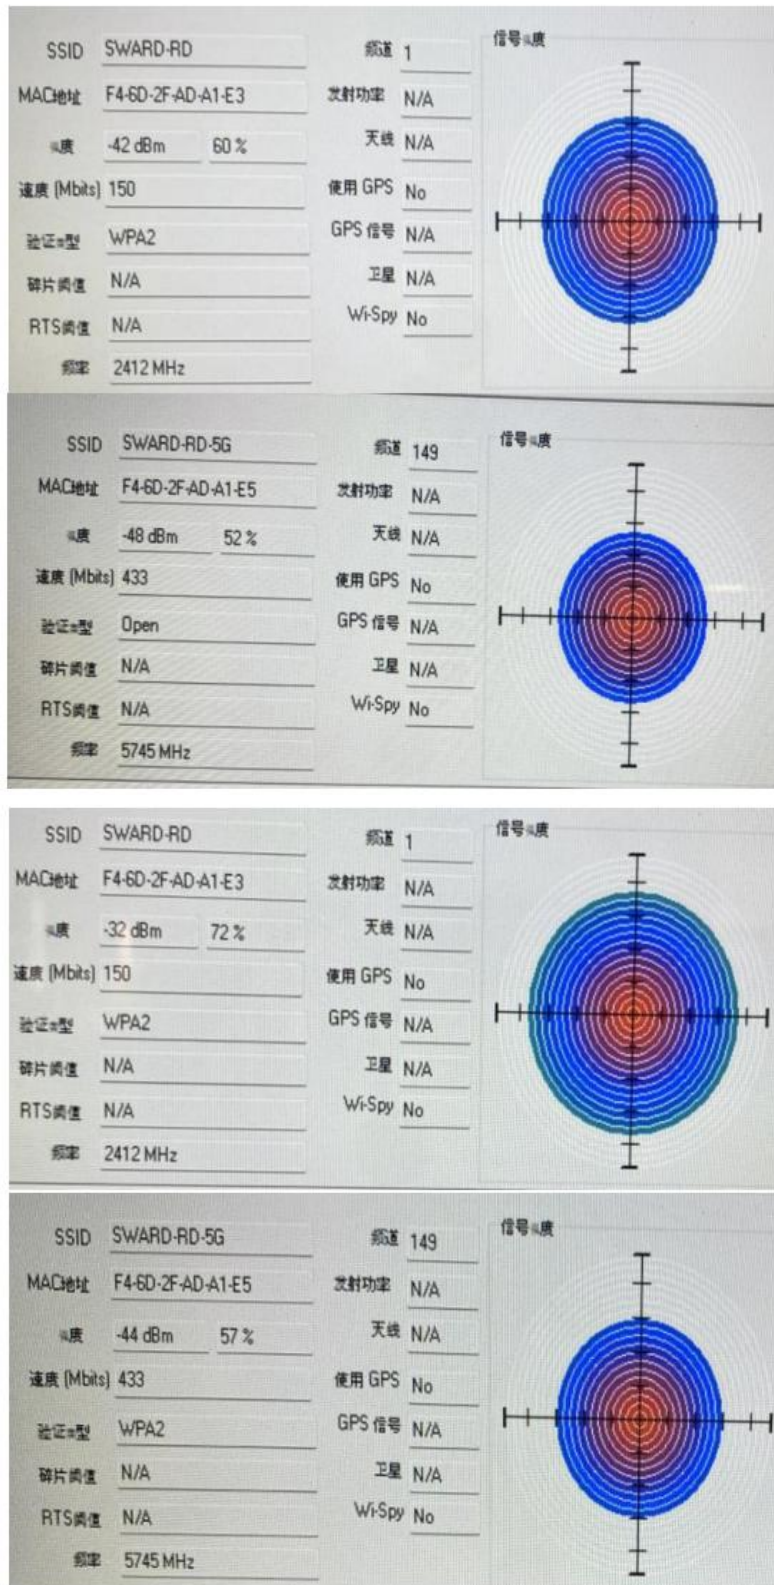 SSID SWARD-RD 频道 1 信号强度
MAC地址 F4-6D-2F-AD-A1-E3 发射功率 N/A
强度 -42 dBm 60 % 天线 N/A
速度 (Mbits) 150 使用 GPS No
验证类型 WPA2 GPS 信号 N/A
碎片阈值 N/A 卫星 N/A
RTS阈值 N/A Wi-Spy No
频率 2412 MHz
SSID SWARD-RD-5G 频道 149 信号强度
MAC地址 F4-6D-2F-AD-A1-E5 发射功率 N/A
强度 -48 dBm 52 % 天线 N/A
速度 (Mbits) 433 使用 GPS No
验证类型 Open GPS 信号 N/A
碎片阈值 N/A 卫星 N/A
RTS阈值 N/A Wi-Spy No
频率 5745 MHz
SSID SWARD-RD 频道 1 信号强度
MAC地址 F4-6D-2F-AD-A1-E3 发射功率 N/A
强度 -32 dBm 72 % 天线 N/A
速度 (Mbits) 150 使用 GPS No
验证类型 WPA2 GPS 信号 N/A
碎片阈值 N/A 卫星 N/A
RTS阈值 N/A Wi-Spy No
频率 2412 MHz
SSID SWARD-RD-5G 频道 149 信号强度
MAC地址 F4-6D-2F-AD-A1-E5 发射功率 N/A
强度 -44 dBm 57 % 天线 N/A
速度 (Mbits) 433 使用 GPS No
验证类型 WPA2 GPS 信号 N/A
碎片阈值 N/A 卫星 N/A
RTS阈值 N/A Wi-Spy No
频率 5745 MHz